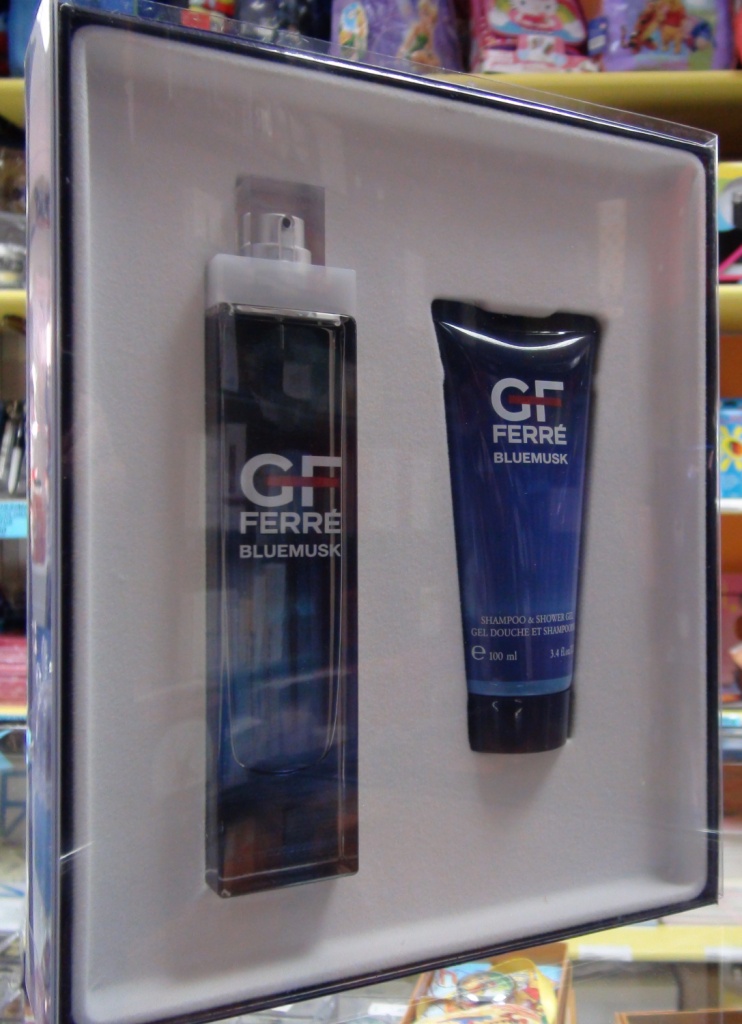 GF
FERRÉ
BLUEMUSK
GF
FERRÉ
BLUEMUSK
SHAMPOO & SHOWER GEL
GEL DOUCHE ET SHAMPOOING
e 100 ml 3.4 fl.oz